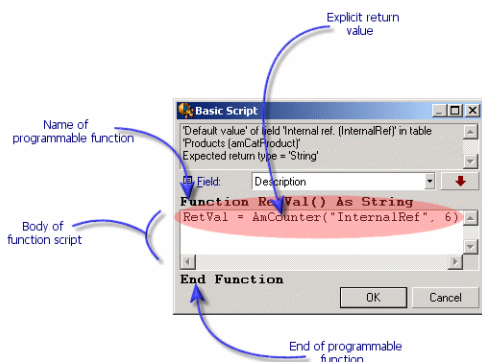 Explicit return
value
Basic Script
'Default value' of field 'Internal ref. (InternalRef)' in table
'Products (amCatProduct)'
Expected return type = 'String'
Name of
programmable function
Field:
Description
Function RetVal() As String
RetVal = AmCounter("InternalRef", 6)
Body of
function script
End Function
OK
Cancel
End of programmable
function